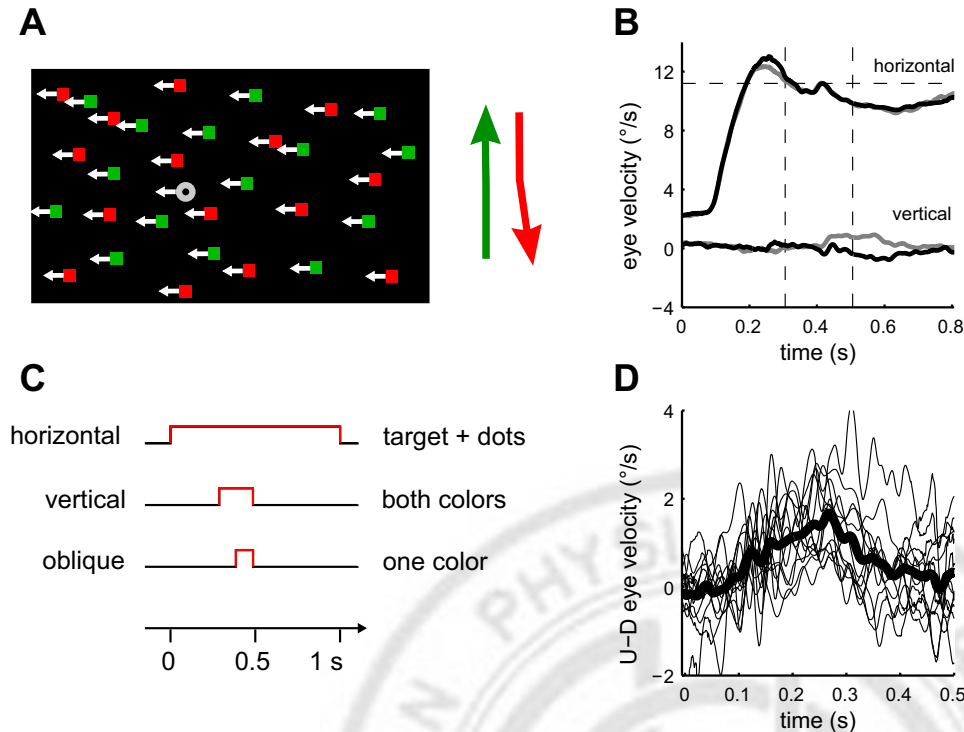 A
B
horizontal
vertical
12
8
4
0
−4
eye velocity (°/s)
0
0.2
0.4
0.6
0.8
time (s)
C
horizontal
target + dots
vertical
both colors
oblique
one color
0
0.5
1 s
D
4
2
0
−2
U−D eye velocity (°/s)
0
0.1
0.2
0.3
0.4
0.5
time (s)
PHYSI
N